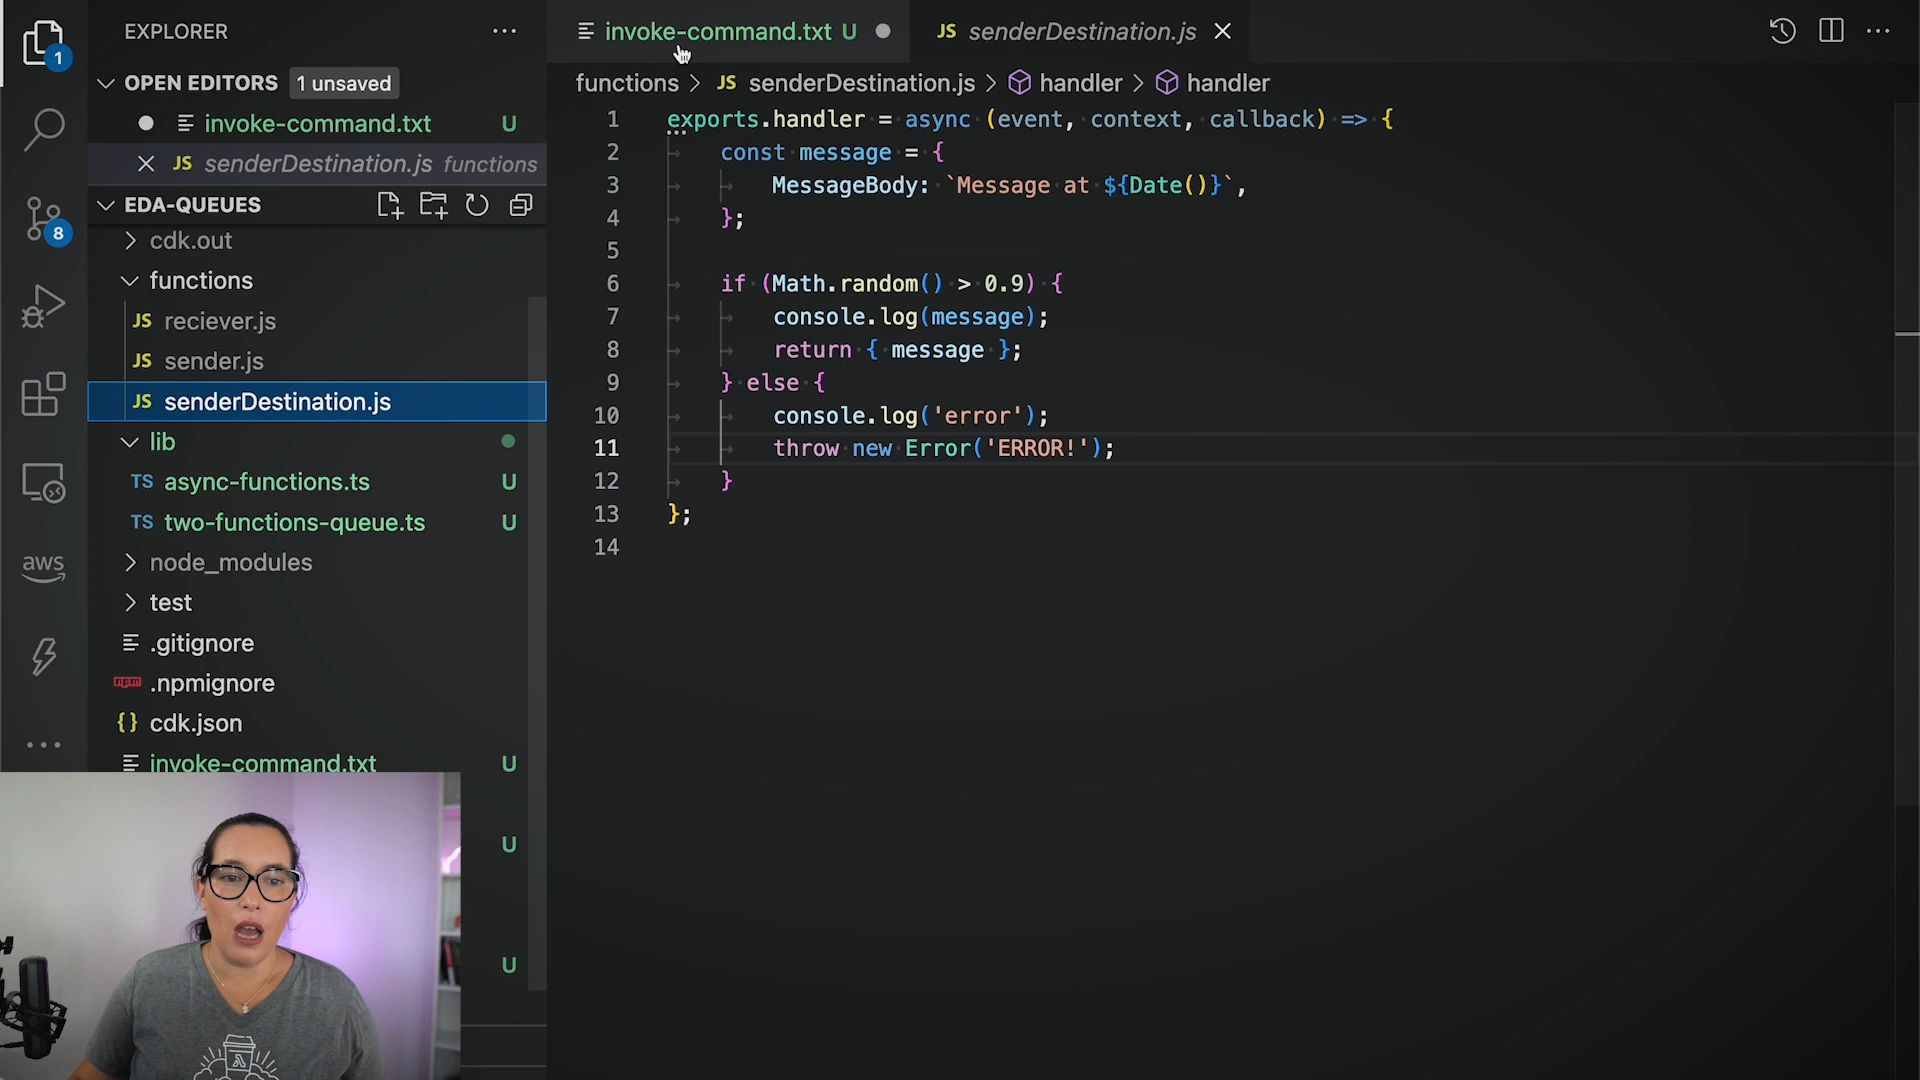 EXPLORER
OPEN EDITORS 1 unsaved
invoke-command.txt U
JS senderDestination.js functions
EDA-QUEUES
cdk.out
functions
JS reciever.js
JS sender.js
JS senderDestination.js
lib
TS async-functions.ts U
TS two-functions-queue.ts U
node_modules
test
.gitignore
npm .npmignore
{} cdk.json
invoke-command.txt U
U
U
1
8
aws
invoke-command.txt U
JS senderDestination.js
functions > JS senderDestination.js > handler > handler
1 exports.handler = async (event, context, callback) => {
2 const message = {
3 MessageBody: `Message at ${Date()}`,
4 };
5
6 if (Math.random() > 0.9) {
7 console.log(message);
8 return { message };
9 } else {
10 console.log('error');
11 throw new Error('ERROR!');
12 }
13 };
14